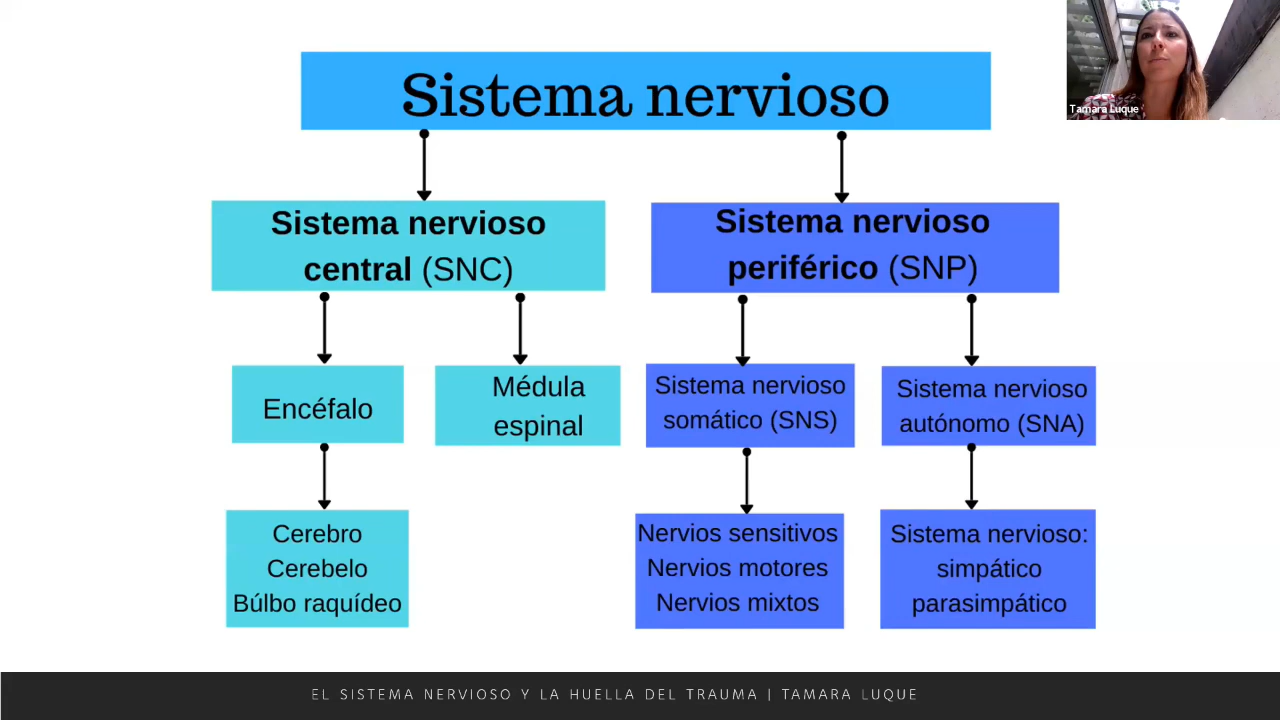 Sistema nervioso
Tamara Luque
Sistema nervioso
central (SNC)
Sistema nervioso
periférico (SNP)
Encéfalo
Médula
espinal
Sistema nervioso
somático (SNS)
Sistema nervioso
autónomo (SNA)
Cerebro
Cerebelo
Búlbo raquídeo
Nervios sensitivos
Nervios motores
Nervios mixtos
Sistema nervioso:
simpático
parasimpático
EL SISTEMA NERVIOSO Y LA HUELLA DEL TRAUMA | TAMARA LUQUE